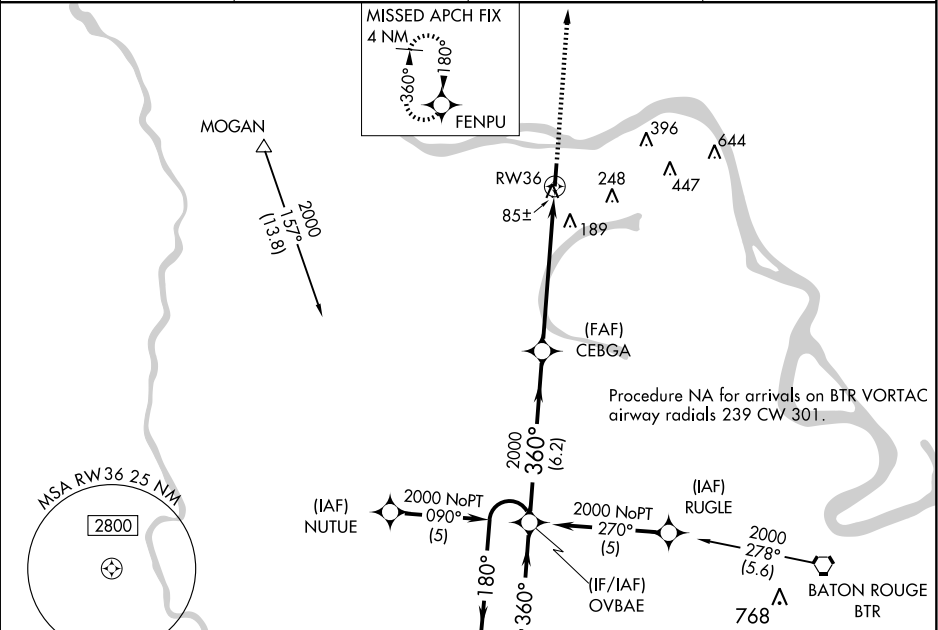 MISSED APCH FIX
4 NM
360°
180°
FENPU
MOGAN
2000
157°
(13.8)
396
644
RW36
248
447
85±
189
(FAF)
CEBGA
Procedure NA for arrivals on BTR VORTAC
airway radials 239 CW 301.
2000
360°
(6.2)
MSA RW36 25 NM
2800
(IAF)
NUTUE
2000 NoPT
090°
(5)
2000 NoPT
270°
(5)
(IAF)
RUGLE
2000
278°
(5.6)
(IF/IAF)
OVBAE
180°
360°
BATON ROUGE
BTR
768